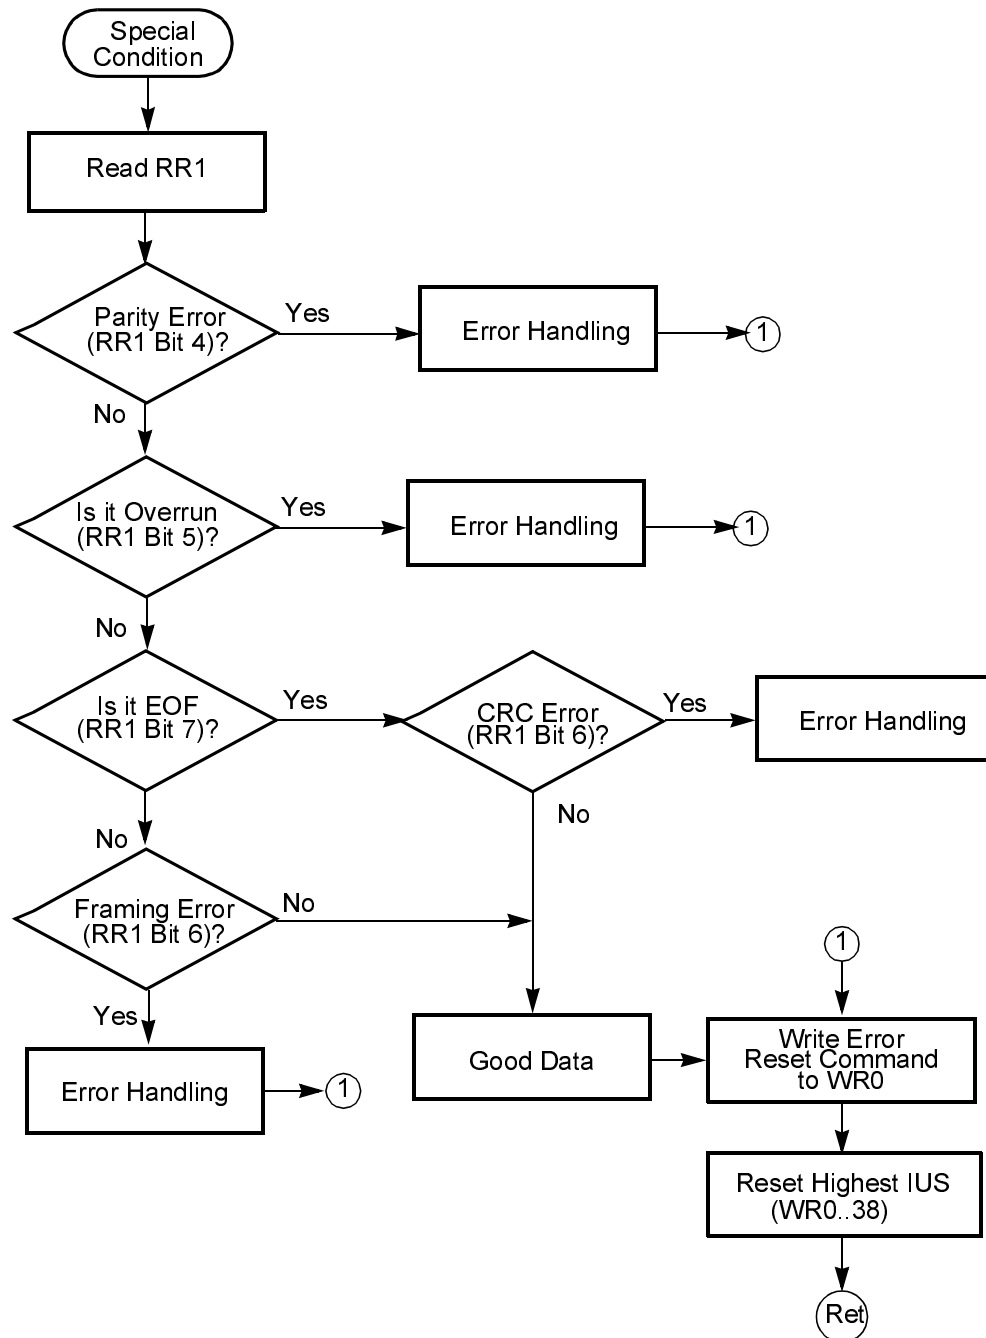 Special
Condition
Read RR1
Parity Error
(RR1 Bit 4)?
Yes
Error Handling
1
No
Is it Overrun
(RR1 Bit 5)?
Yes
Error Handling
1
No
Is it EOF
(RR1 Bit 7)?
Yes
CRC Error
(RR1 Bit 6)?
Yes
Error Handling
No
No
Framing Error
(RR1 Bit 6)?
No
Yes
Error Handling
1
Good Data
1
Write Error
Reset Command
to WR0
Reset Highest IUS
(WR0..38)
Ret